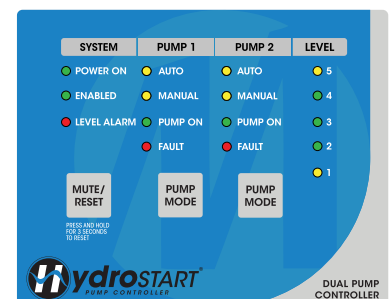 SYSTEM PUMP 1 PUMP 2 LEVEL
POWER ON AUTO AUTO 5
ENABLED MANUAL MANUAL 4
LEVEL ALARM PUMP ON PUMP ON 3
FAULT FAULT 2
1
MUTE/
RESET
PUMP
MODE
PUMP
MODE
PRESS AND HOLD
FOR 3 SECONDS
TO RESET
HydroSTART®
PUMP CONTROLLER
DUAL PUMP
CONTROLLER